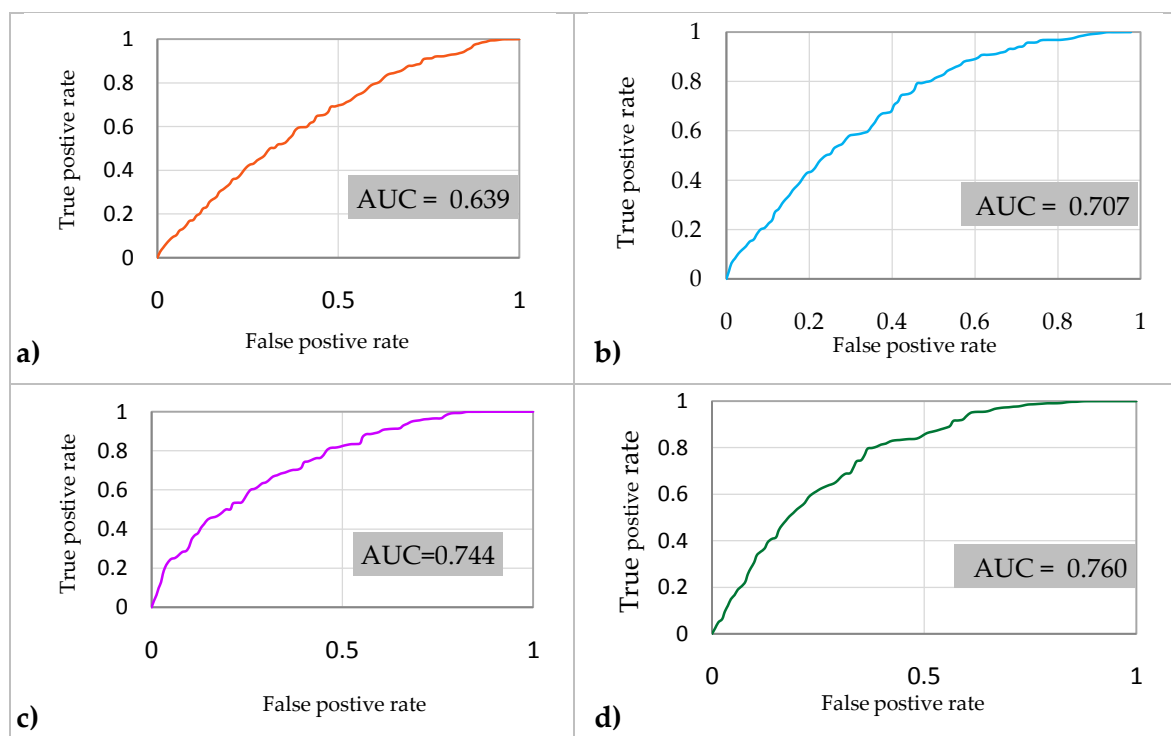 1
0.8
0.6
0.4
0.2
0
True postive rate
AUC = 0.639
0 0.5 1
False postive rate
a)
1
0.8
0.6
0.4
0.2
0
True postive rate
AUC = 0.707
0 0.2 0.4 0.6 0.8 1
False postive rate
b)
1
0.8
0.6
0.4
0.2
0
True postive rate
AUC=0.744
0 0.5 1
False postive rate
c)
1
0.8
0.6
0.4
0.2
0
True postive rate
AUC = 0.760
0 0.5 1
False postive rate
d)